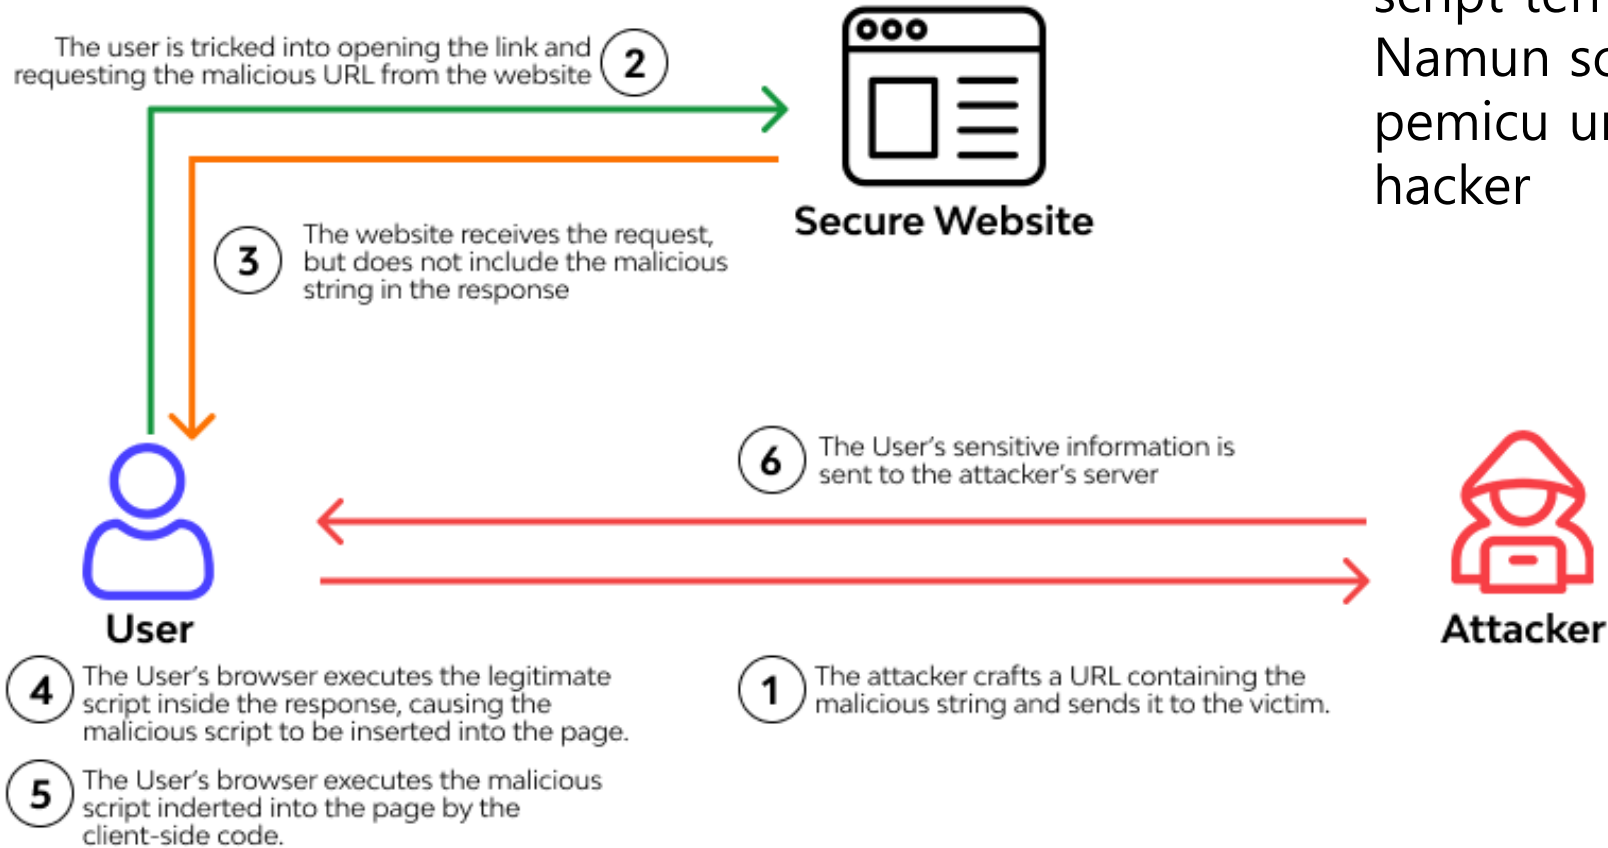 The user is tricked into opening the link and
requesting the malicious URL from the website
2
Secure Website
3
The website receives the request,
but does not include the malicious
string in the response
Namun
pemicu
hacker
6
The User's sensitive information is
sent to the attacker's server
User
Attacker
4
The User's browser executes the legitimate
script inside the response, causing the
malicious script to be inserted into the page.
1
The attacker crafts a URL containing the
malicious string and sends it to the victim.
5
The User's browser executes the malicious
script inderted into the page by the
client-side code.